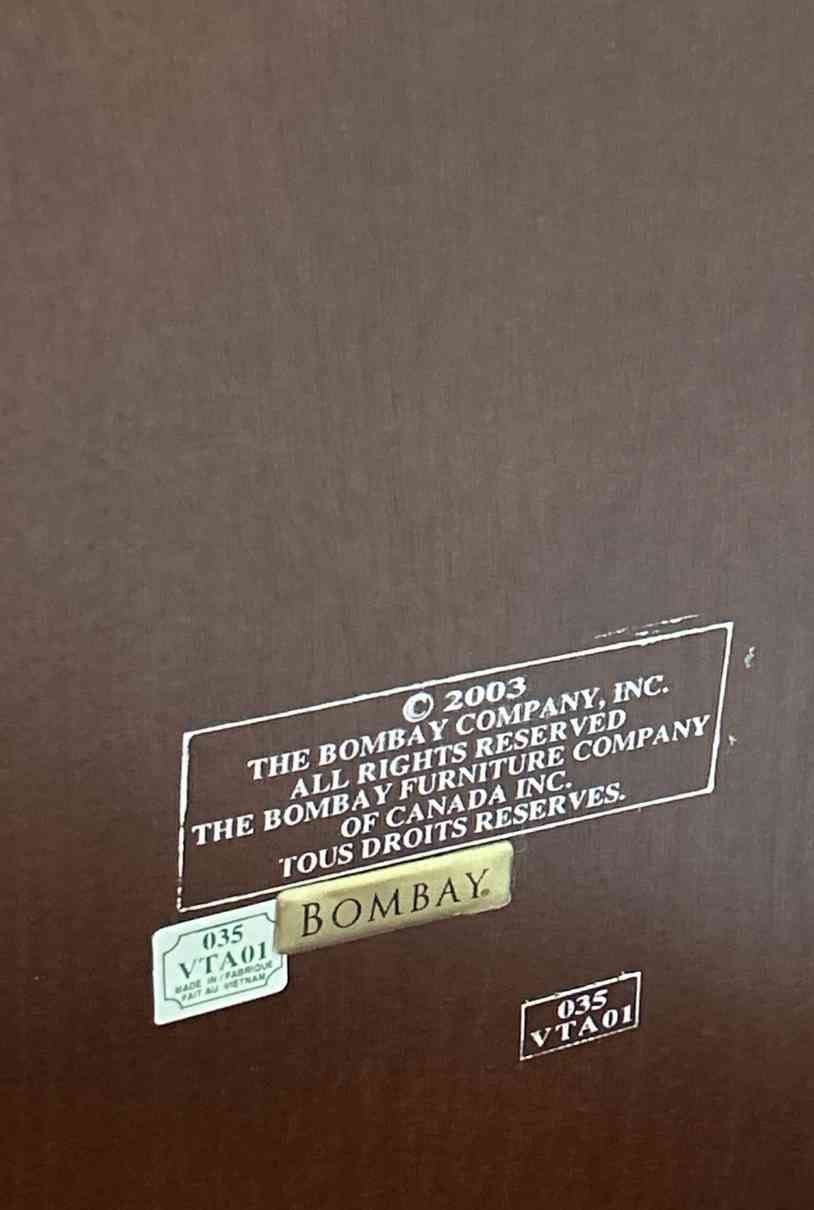 © 2003
THE BOMBAY COMPANY, INC.
ALL RIGHTS RESERVED
THE BOMBAY FURNITURE COMPANY
OF CANADA INC.
TOUS DROITS RESERVES.
BOMBAY®
035
VTA01
MADE IN / FABRIQUE
FAIT AU VIETNAM
035
VTA01